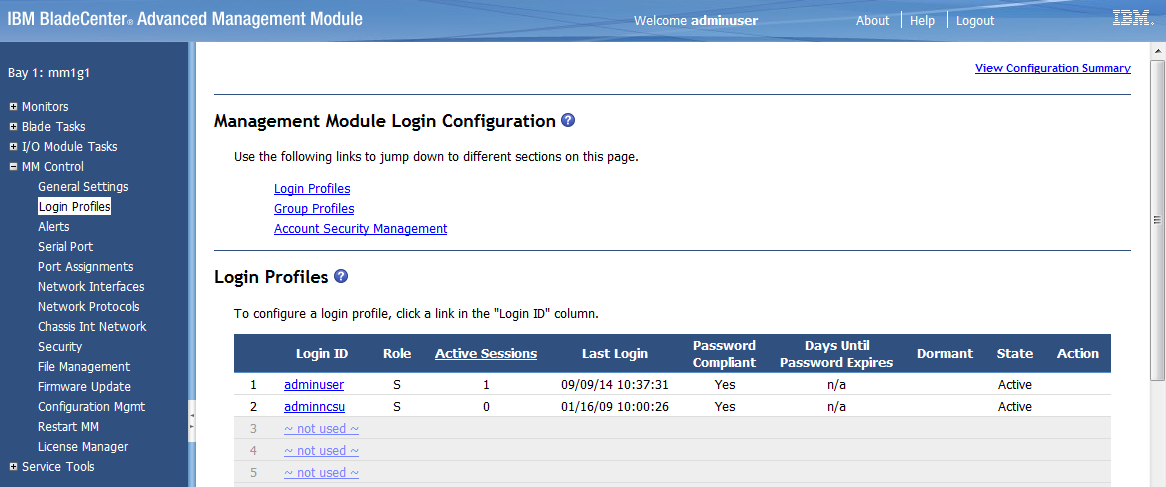 IBM BladeCenter® Advanced Management Module
Welcome adminuser
About Help Logout
IBM.
Bay 1: mm1g1
Monitors
Blade Tasks
I/O Module Tasks
MM Control
General Settings
Login Profiles
Alerts
Serial Port
Port Assignments
Network Interfaces
Network Protocols
Chassis Int Network
Security
File Management
Firmware Update
Configuration Mgmt
Restart MM
License Manager
Service Tools
View Configuration Summary
Management Module Login Configuration ?
Use the following links to jump down to different sections on this page.
Login Profiles
Group Profiles
Account Security Management
Login Profiles ?
To configure a login profile, click a link in the "Login ID" column.
Login ID Role Active Sessions Last Login Password Compliant Days Until Password Expires Dormant State Action
1 adminuser S 1 09/09/14 10:37:31 Yes n/a Active
2 adminncsu S 0 01/16/09 10:00:26 Yes n/a Active
3 ~ not used ~
4 ~ not used ~
5 ~ not used ~